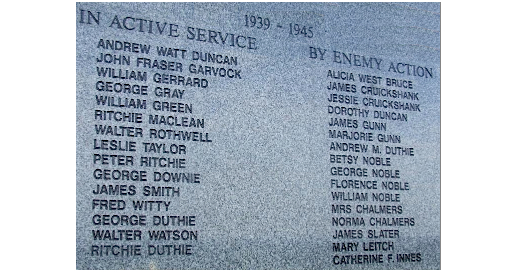 1939 - 1945
IN ACTIVE SERVICE
ANDREW WATT DUNCAN
JOHN FRASER GARVOCK
WILLIAM GERRARD
GEORGE GRAY
WILLIAM GREEN
RITCHIE MACLEAN
WALTER ROTHWELL
LESLIE TAYLOR
PETER RITCHIE
GEORGE DOWNIE
JAMES SMITH
FRED WITTY
GEORGE DUTHIE
WALTER WATSON
RITCHIE DUTHIE
BY ENEMY ACTION
ALICIA WEST BRUCE
JAMES CRUICKSHANK
JESSIE CRUICKSHANK
DOROTHY DUNCAN
JAMES GUNN
MARJORIE GUNN
ANDREW M. DUTHIE
BETSY NOBLE
GEORGE NOBLE
FLORENCE NOBLE
WILLIAM NOBLE
MRS CHALMERS
NORMA CHALMERS
JAMES SLATER
MARY LEITCH
CATHERINE F. INNES